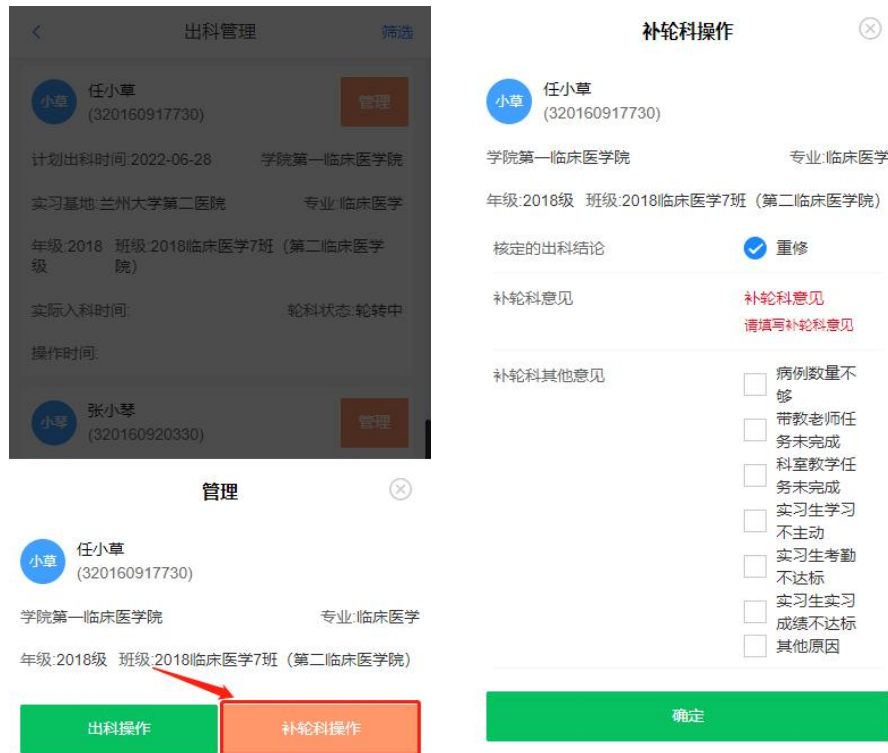 出科管理
筛选
小草
任小草
(320160917730)
管理
计划出科时间:2022-06-28 学院第一临床医学院
实习基地:兰州大学第二医院 专业:临床医学
年级:2018级 班级:2018临床医学7班（第二临床医学院）
实际入科时间: 轮科状态:轮转中
操作时间:
小琴
张小琴
(320160920330)
管理
管理
小草
任小草
(320160917730)
学院第一临床医学院 专业:临床医学
年级:2018级 班级:2018临床医学7班（第二临床医学院）
出科操作 补轮科操作
补轮科操作
小草
任小草
(320160917730)
学院第一临床医学院 专业:临床医学
年级:2018级 班级:2018临床医学7班（第二临床医学院）
核定的出科结论 重修
补轮科意见 补轮科意见
请填写补轮科意见
补轮科其他意见 病例数量不
够
带教老师任
务未完成
科室教学任
务未完成
实习生学习
不主动
实习生考勤
不达标
实习生实习
成绩不达标
其他原因
确定